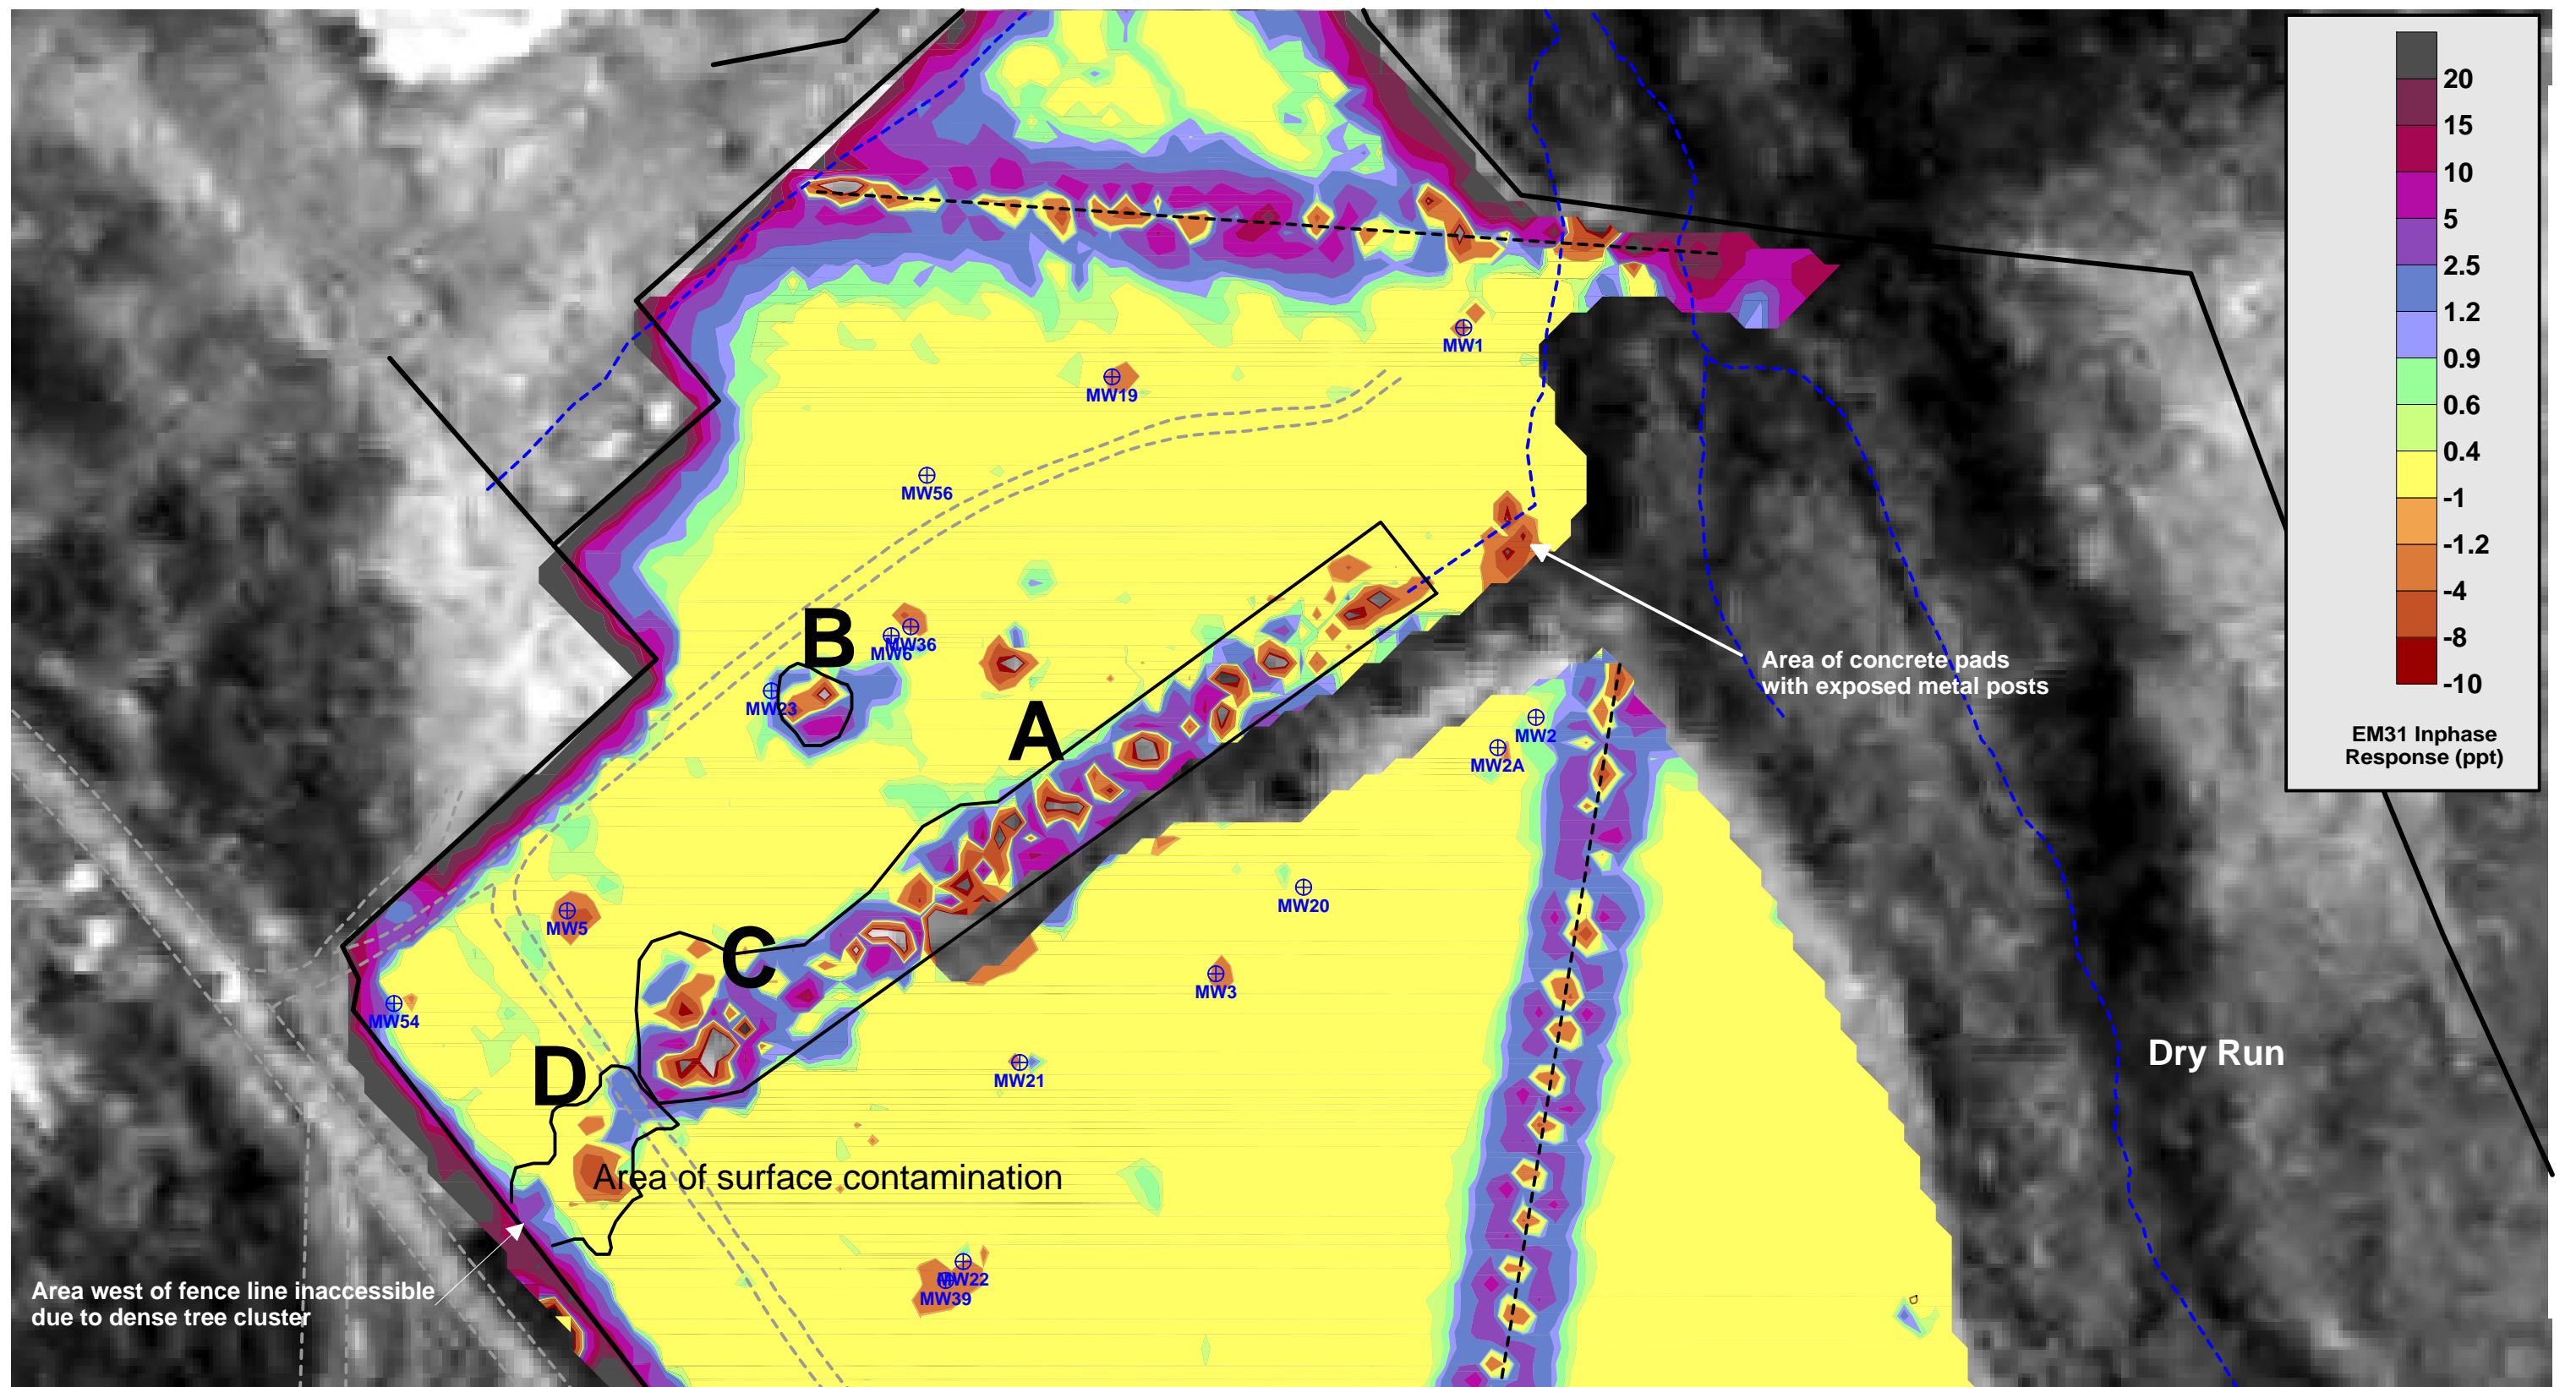 20
15
10
5
2.5
1.2
0.9
0.6
0.4
-1
-1.2
-4
-8
-10
EM31 Inphase
Response (ppt)
MW1
MW19
MW56
B
MW36
MW6
MW23
A
Area of concrete pads
with exposed metal posts
MW2
MW2A
MW20
MW5
C
MW3
MW54
Dry Run
D
MW21
Area of surface contamination
MW22
MW39
Area west of fence line inaccessible
due to dense tree cluster